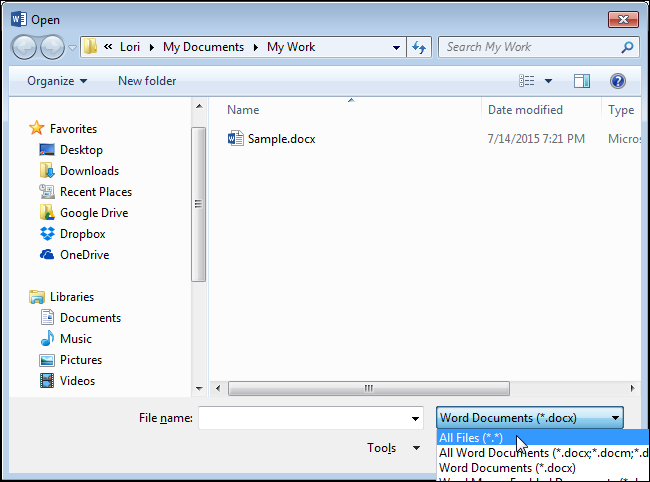 Open
« Lori My Documents My Work
Search My Work
Organize New folder
Name Date modified Type
Sample.docx 7/14/2015 7:21 PM Micros
Favorites
Desktop
Downloads
Recent Places
Google Drive
Dropbox
OneDrive
Libraries
Documents
Music
Pictures
Videos
File name: Word Documents (*.docx)
Tools
All Files (*.*)
All Word Documents (*.docx;*.docm;*.d
Word Documents (*.docx)